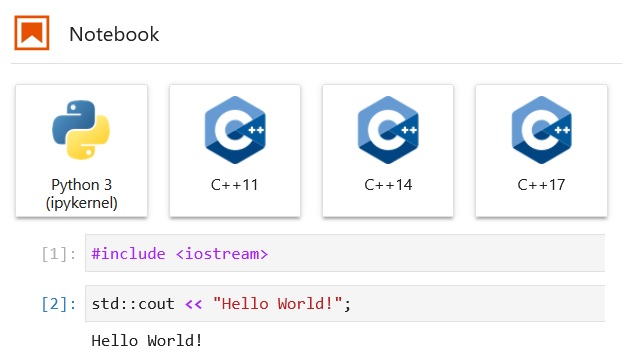 Notebook
Python 3
(ipykernel)
C++
C++11
C++
C++14
C++
C++17
[1]: #include <iostream>
[2]: std::cout << "Hello World!";
Hello World!